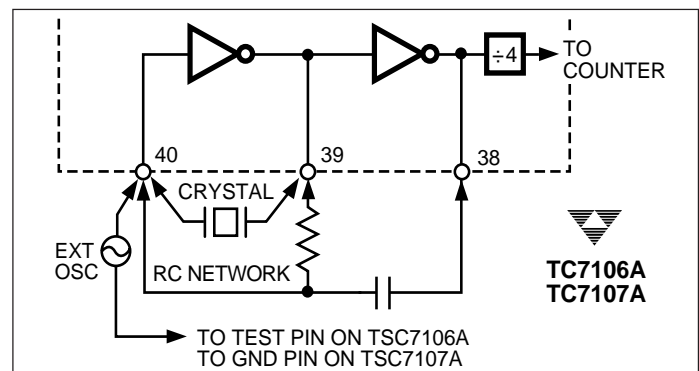 ÷4
TO
COUNTER
40
39
38
CRYSTAL
EXT
OSC
RC NETWORK
TC7106A
TC7107A
TO TEST PIN ON TSC7106A
TO GND PIN ON TSC7107A